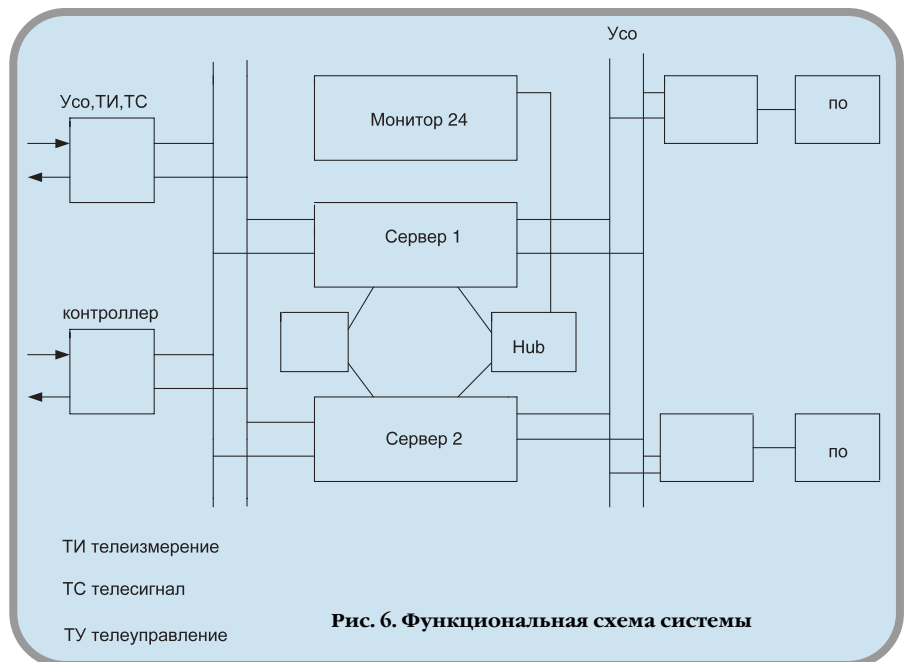 Усо
Усо,ТИ,ТС
Монитор 24
по
Сервер 1
контроллер
Hub
Сервер 2
по
ТИ телеизмерение
ТС телесигнал
ТУ телеуправление
Рис. 6. Функциональная схема системы